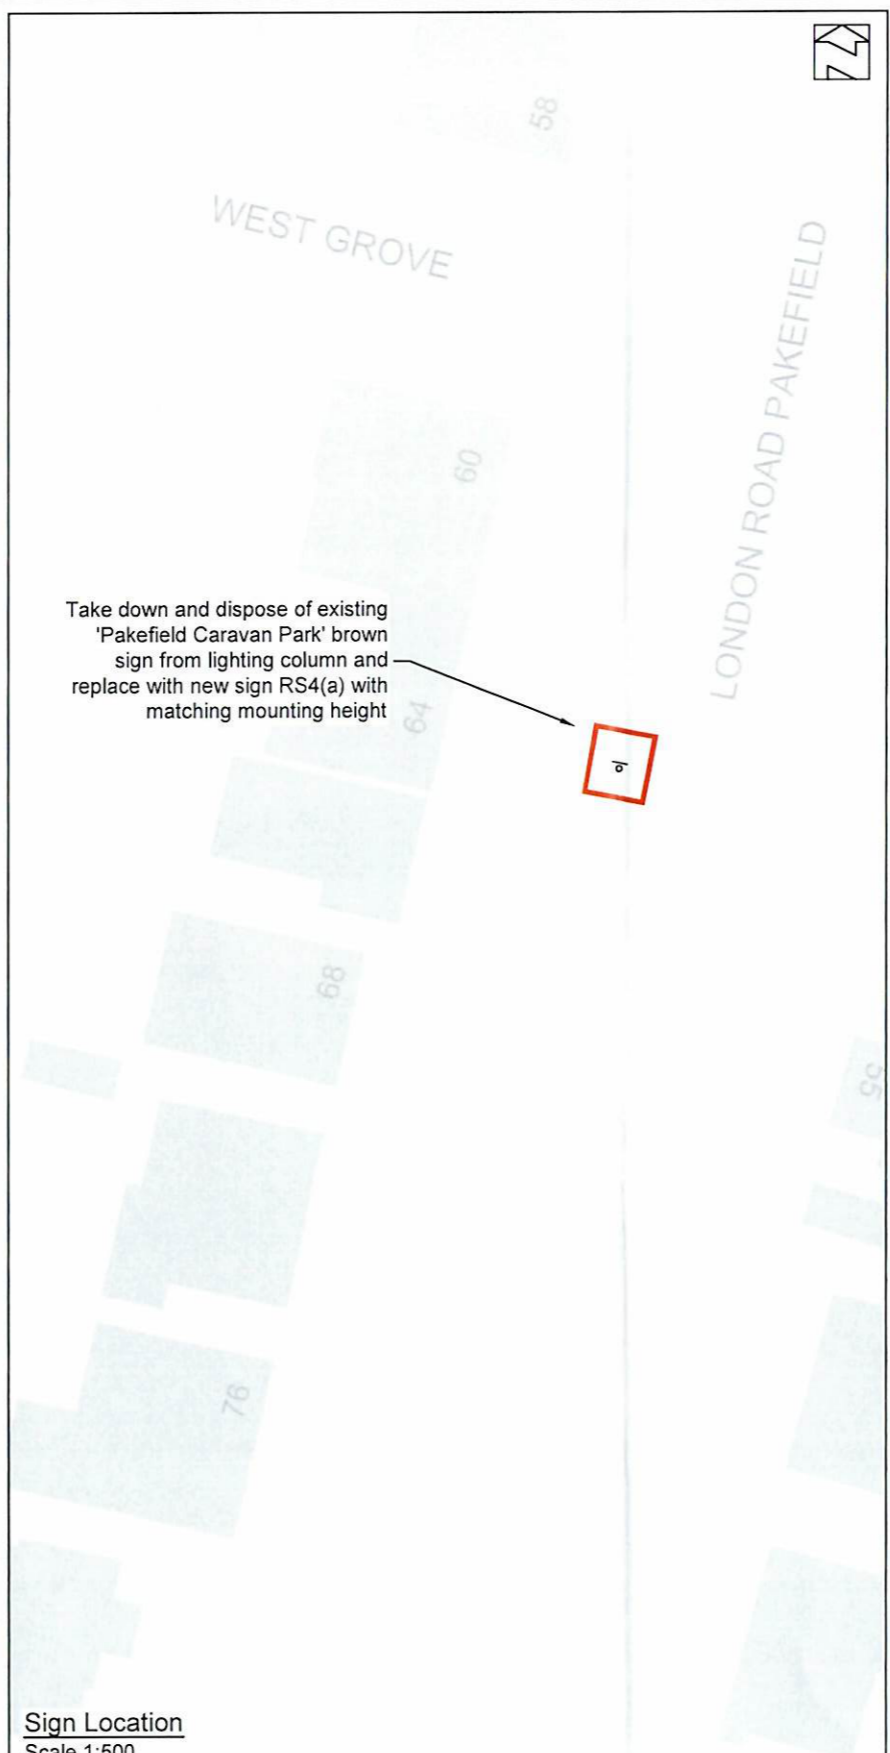 58
WEST GROVE
LONDON ROAD PAKEFIELD
60
Take down and dispose of existing
'Pakefield Caravan Park' brown
sign from lighting column and
replace with new sign RS4(a) with
matching mounting height
64
68
55
76
Sign Location
Scale 1:500